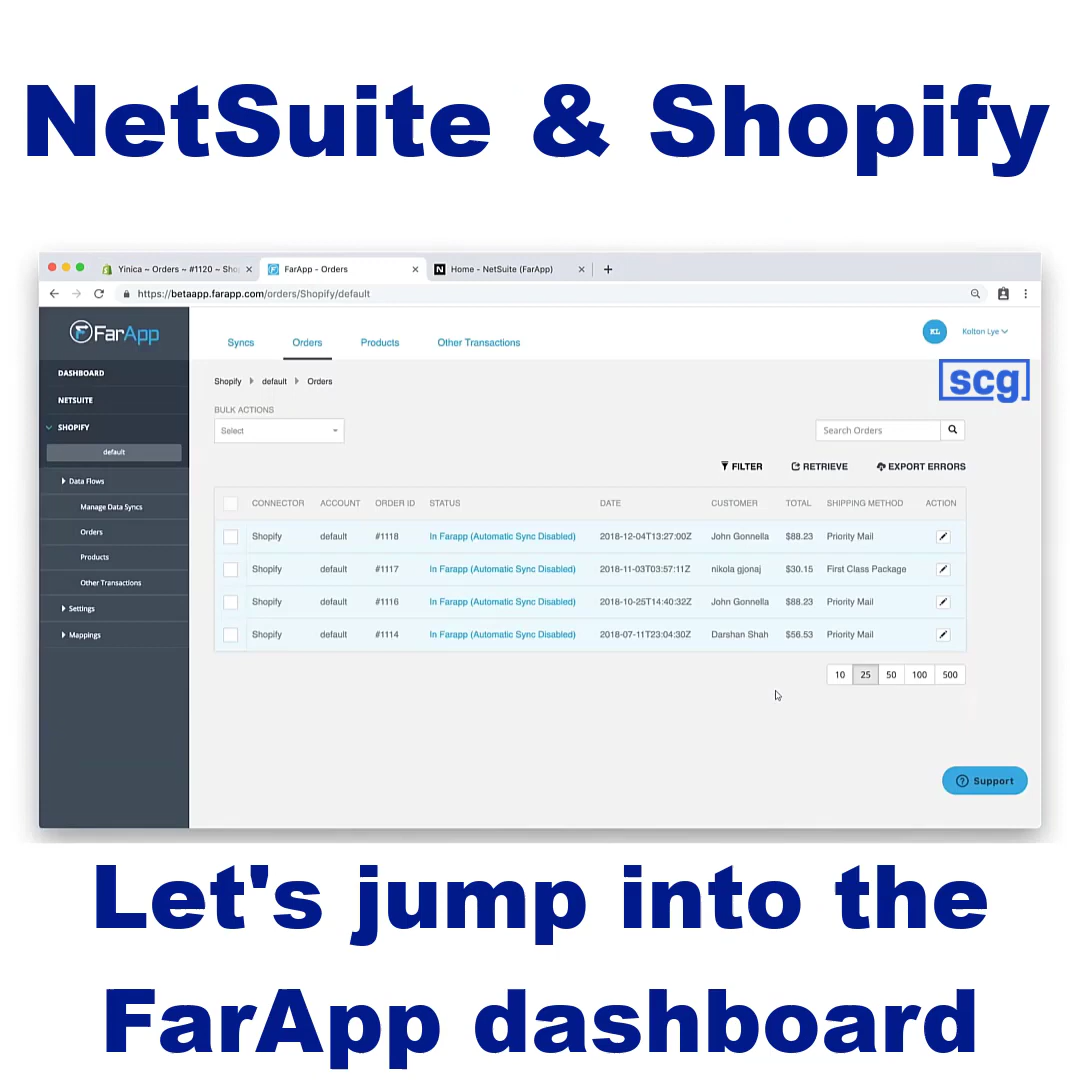 NetSuite & Shopify
Yinica ~ Orders ~ #1120 ~ Sho
FarApp - Orders
Home - NetSuite (FarApp)
https://betaapp.farapp.com/orders/Shopify/default
FarApp
Syncs
Orders
Products
Other Transactions
KL
Kolton Lye
DASHBOARD
NETSUITE
SHOPIFY
default
Data Flows
Manage Data Syncs
Orders
Products
Other Transactions
Settings
Mappings
Shopify default Orders
scg
BULK ACTIONS
Select
Search Orders
FILTER RETRIEVE EXPORT ERRORS
CONNECTOR ACCOUNT ORDER ID STATUS DATE CUSTOMER TOTAL SHIPPING METHOD ACTION
Shopify default #1118 In Farapp (Automatic Sync Disabled) 2018-12-04T13:27:00Z John Gonnella $88.23 Priority Mail
Shopify default #1117 In Farapp (Automatic Sync Disabled) 2018-11-03T03:57:11Z nikola gjonaj $30.15 First Class Package
Shopify default #1116 In Farapp (Automatic Sync Disabled) 2018-10-25T14:40:32Z John Gonnella $88.23 Priority Mail
Shopify default #1114 In Farapp (Automatic Sync Disabled) 2018-07-11T23:04:30Z Darshan Shah $56.53 Priority Mail
10 25 50 100 500
Support
Let's jump into the
FarApp dashboard